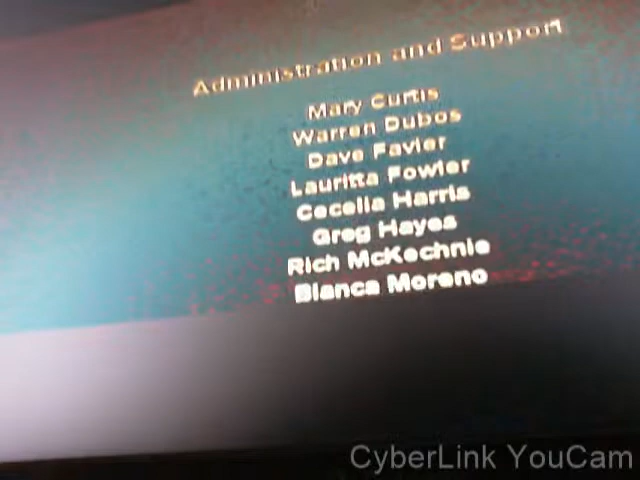 Administration and Support
Mary Curtis
Warren Dubos
Dave Favier
Lauritta Fowler
Cecelia Harris
Greg Hayes
Rich McKechnie
Bianca Moreno
CyberLink YouCam